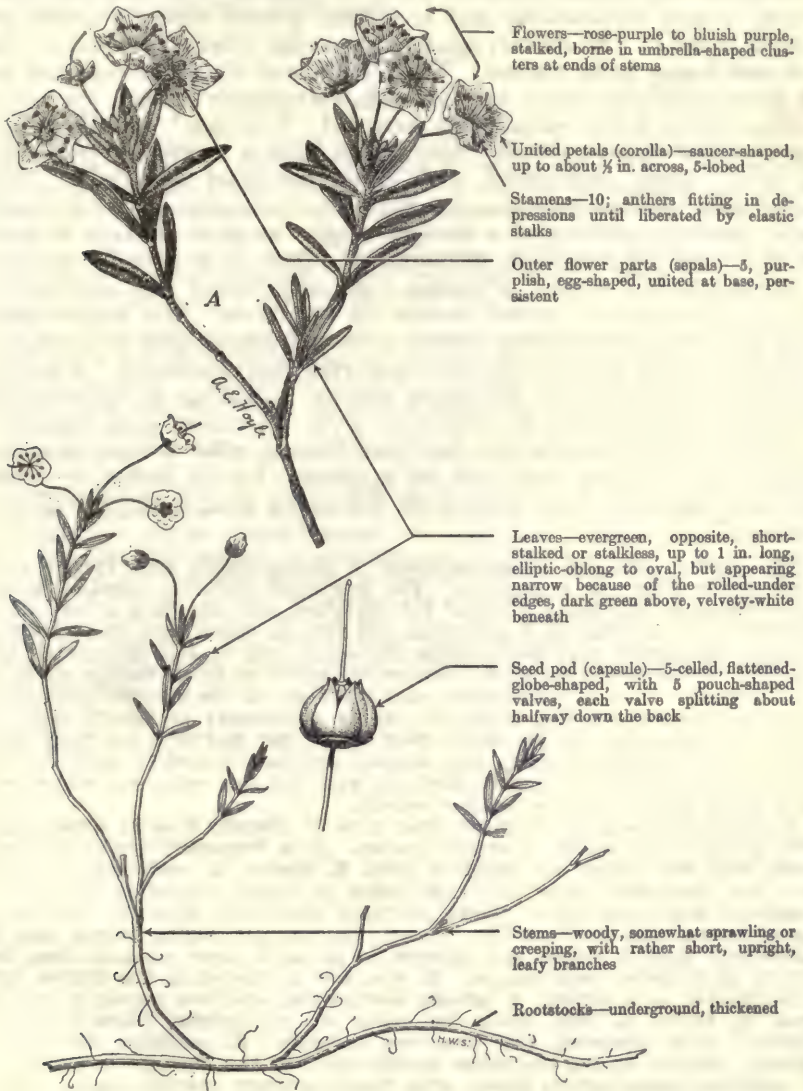 Flowers—rose-purple to bluish purple,
stalked, borne in umbrella-shaped clus-
ters at ends of stems
United petals (corolla)—saucer-shaped,
up to about ½ in. across, 5-lobed
Stamens—10; anthers fitting in de-
pressions until liberated by elastic
stalks
Outer flower parts (sepals)—5, pur-
plish, egg-shaped, united at base, per-
sistent
A
A. E. Hoyle
Leaves—evergreen, opposite, short-
stalked or stalkless, up to 1 in. long,
elliptic-oblong to oval, but appearing
narrow because of the rolled-under
edges, dark green above, velvety-white
beneath
Seed pod (capsule)—5-celled, flattened-
globe-shaped, with 5 pouch-shaped
valves, each valve splitting about
halfway down the back
Stems—woody, somewhat sprawling or
creeping, with rather short, upright,
leafy branches
Rootstocks—underground, thickened
H.W.S.